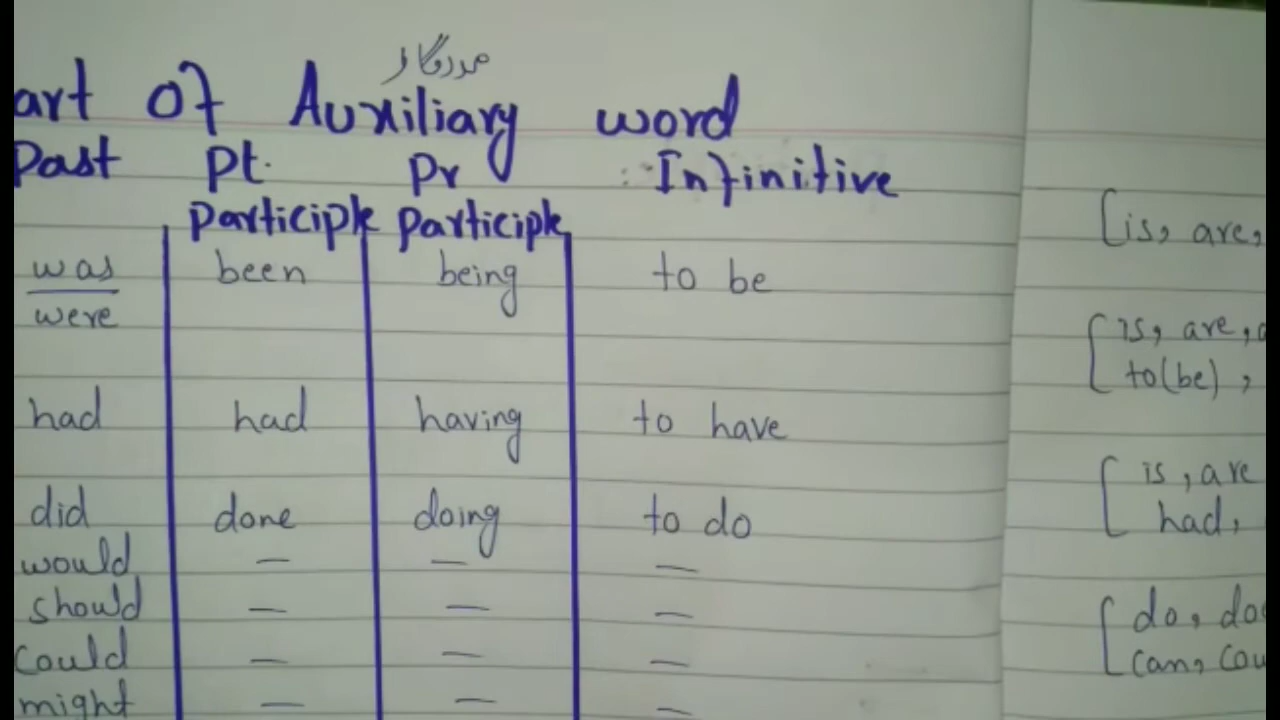 مددگار
art of Auxiliary word
Past Pt. Pr Infinitive
participle participle
was been being to be
were
had had having to have
did done doing to do
would — — —
should — — —
could — — —
might — — —
[is, are,
is, are,
to(be),
is, are
had,
do, do
can, cou